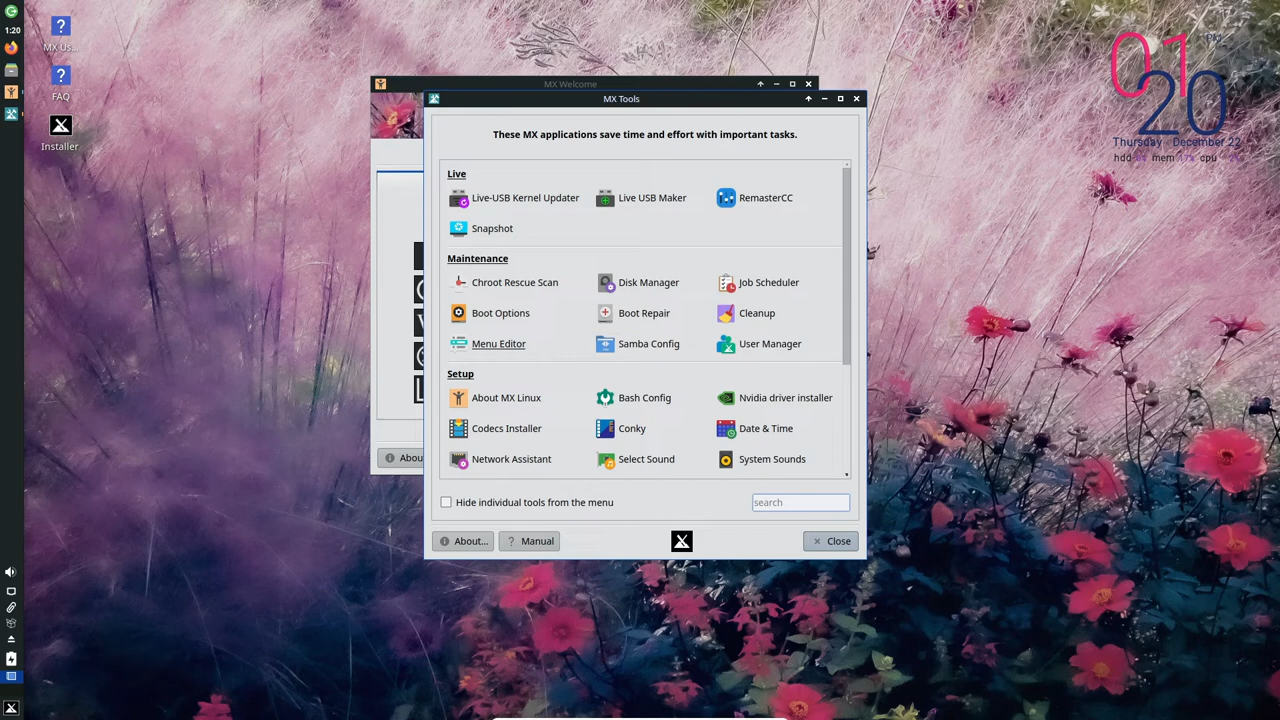 1:20
MX Us...
FAQ
Installer
MX Welcome
MX Tools
These MX applications save time and effort with important tasks.
Live
Live-USB Kernel Updater
Live USB Maker
RemasterCC
Snapshot
Maintenance
Chroot Rescue Scan
Disk Manager
Job Scheduler
Boot Options
Boot Repair
Cleanup
Menu Editor
Samba Config
User Manager
Setup
About MX Linux
Bash Config
Nvidia driver installer
Codecs Installer
Conky
Date & Time
Network Assistant
Select Sound
System Sounds
Hide individual tools from the menu
search
About...
? Manual
Close
Abou
01
PM
20
Thursday December 22
hdd mem cpu